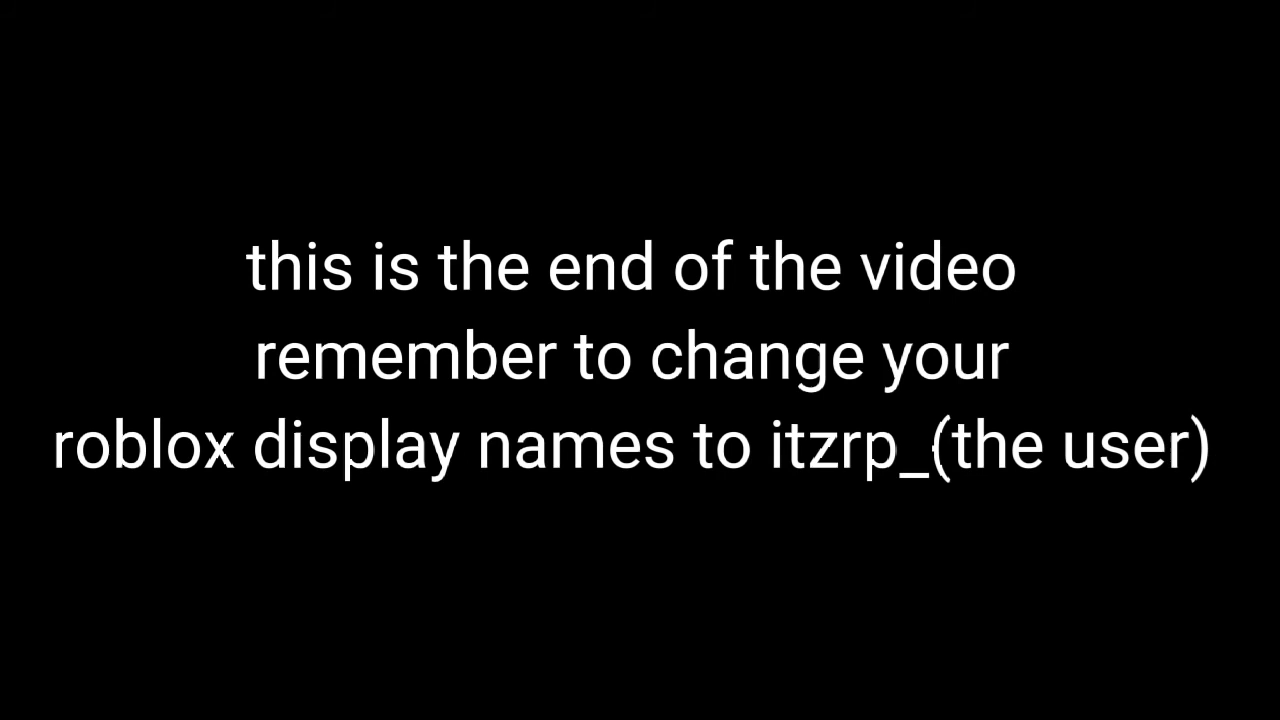 this is the end of the video
remember to change your
roblox display names to itzrp_(the user)